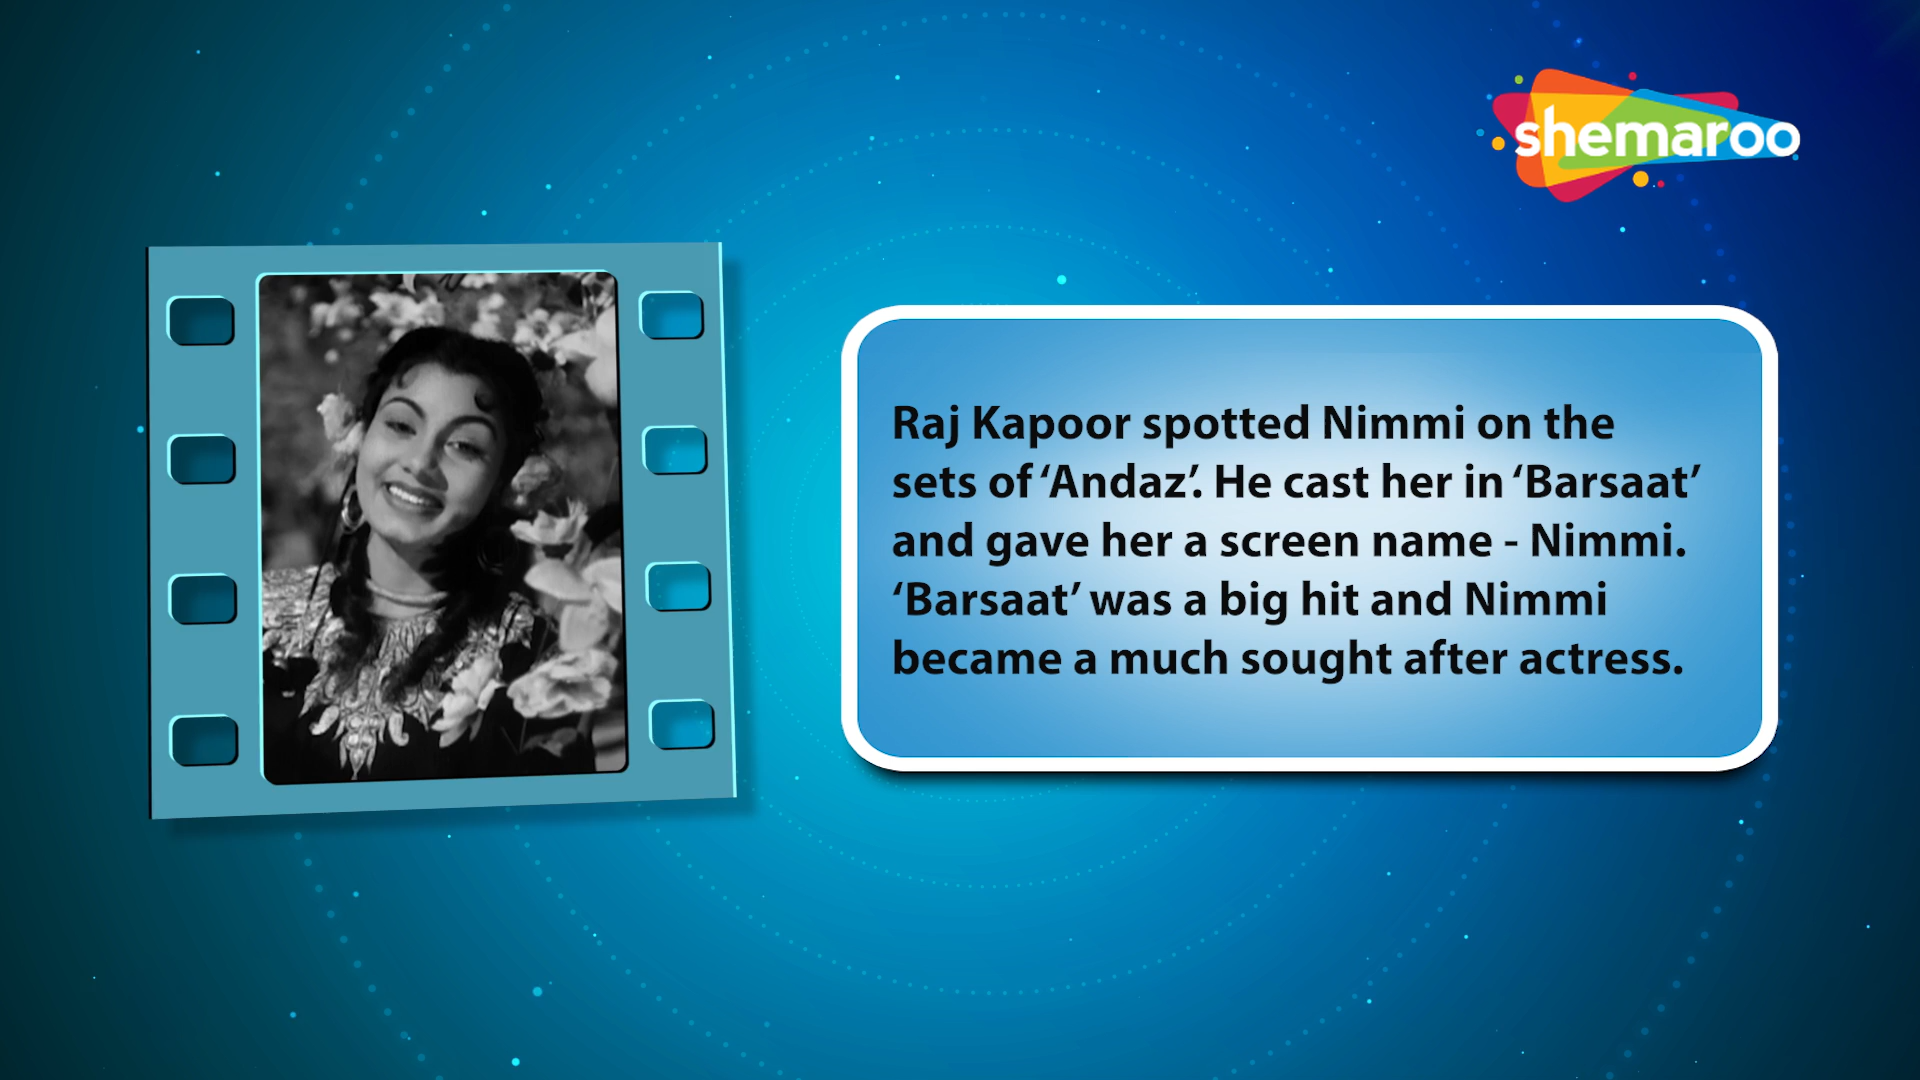 shemaroo
Raj Kapoor spotted Nimmi on the
sets of ‘Andaz’. He cast her in ‘Barsaat’
and gave her a screen name - Nimmi.
‘Barsaat’ was a big hit and Nimmi
became a much sought after actress.